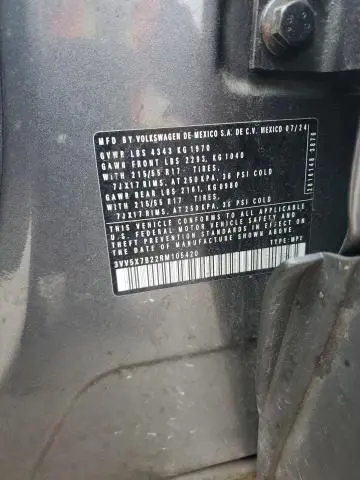 MFD BY VOLKSWAGEN DE MEXICO S.A. DE C.V. MEXICO 07/24
GVWR LBS 4343 KG 1970
GAWR FRONT LBS 2293, KG 1040
WITH 215/55 R17 TIRES,
7JX17 RIMS, AT 250 KPA, 36 PSI COLD
GAWR REAR LBS 2161, KG 0980
WITH 215/55 R17 TIRES,
7JX17 RIMS, AT 250 KPA, 36 PSI COLD
THIS VEHICLE CONFORMS TO ALL APPLICABLE
FEDERAL MOTOR VEHICLE SAFETY STANDARDS
IN EFFECT ON THE DATE OF MANUFACTURE
SHOWN ABOVE.
3VV5X7B22RM105420 TYPE: MPV